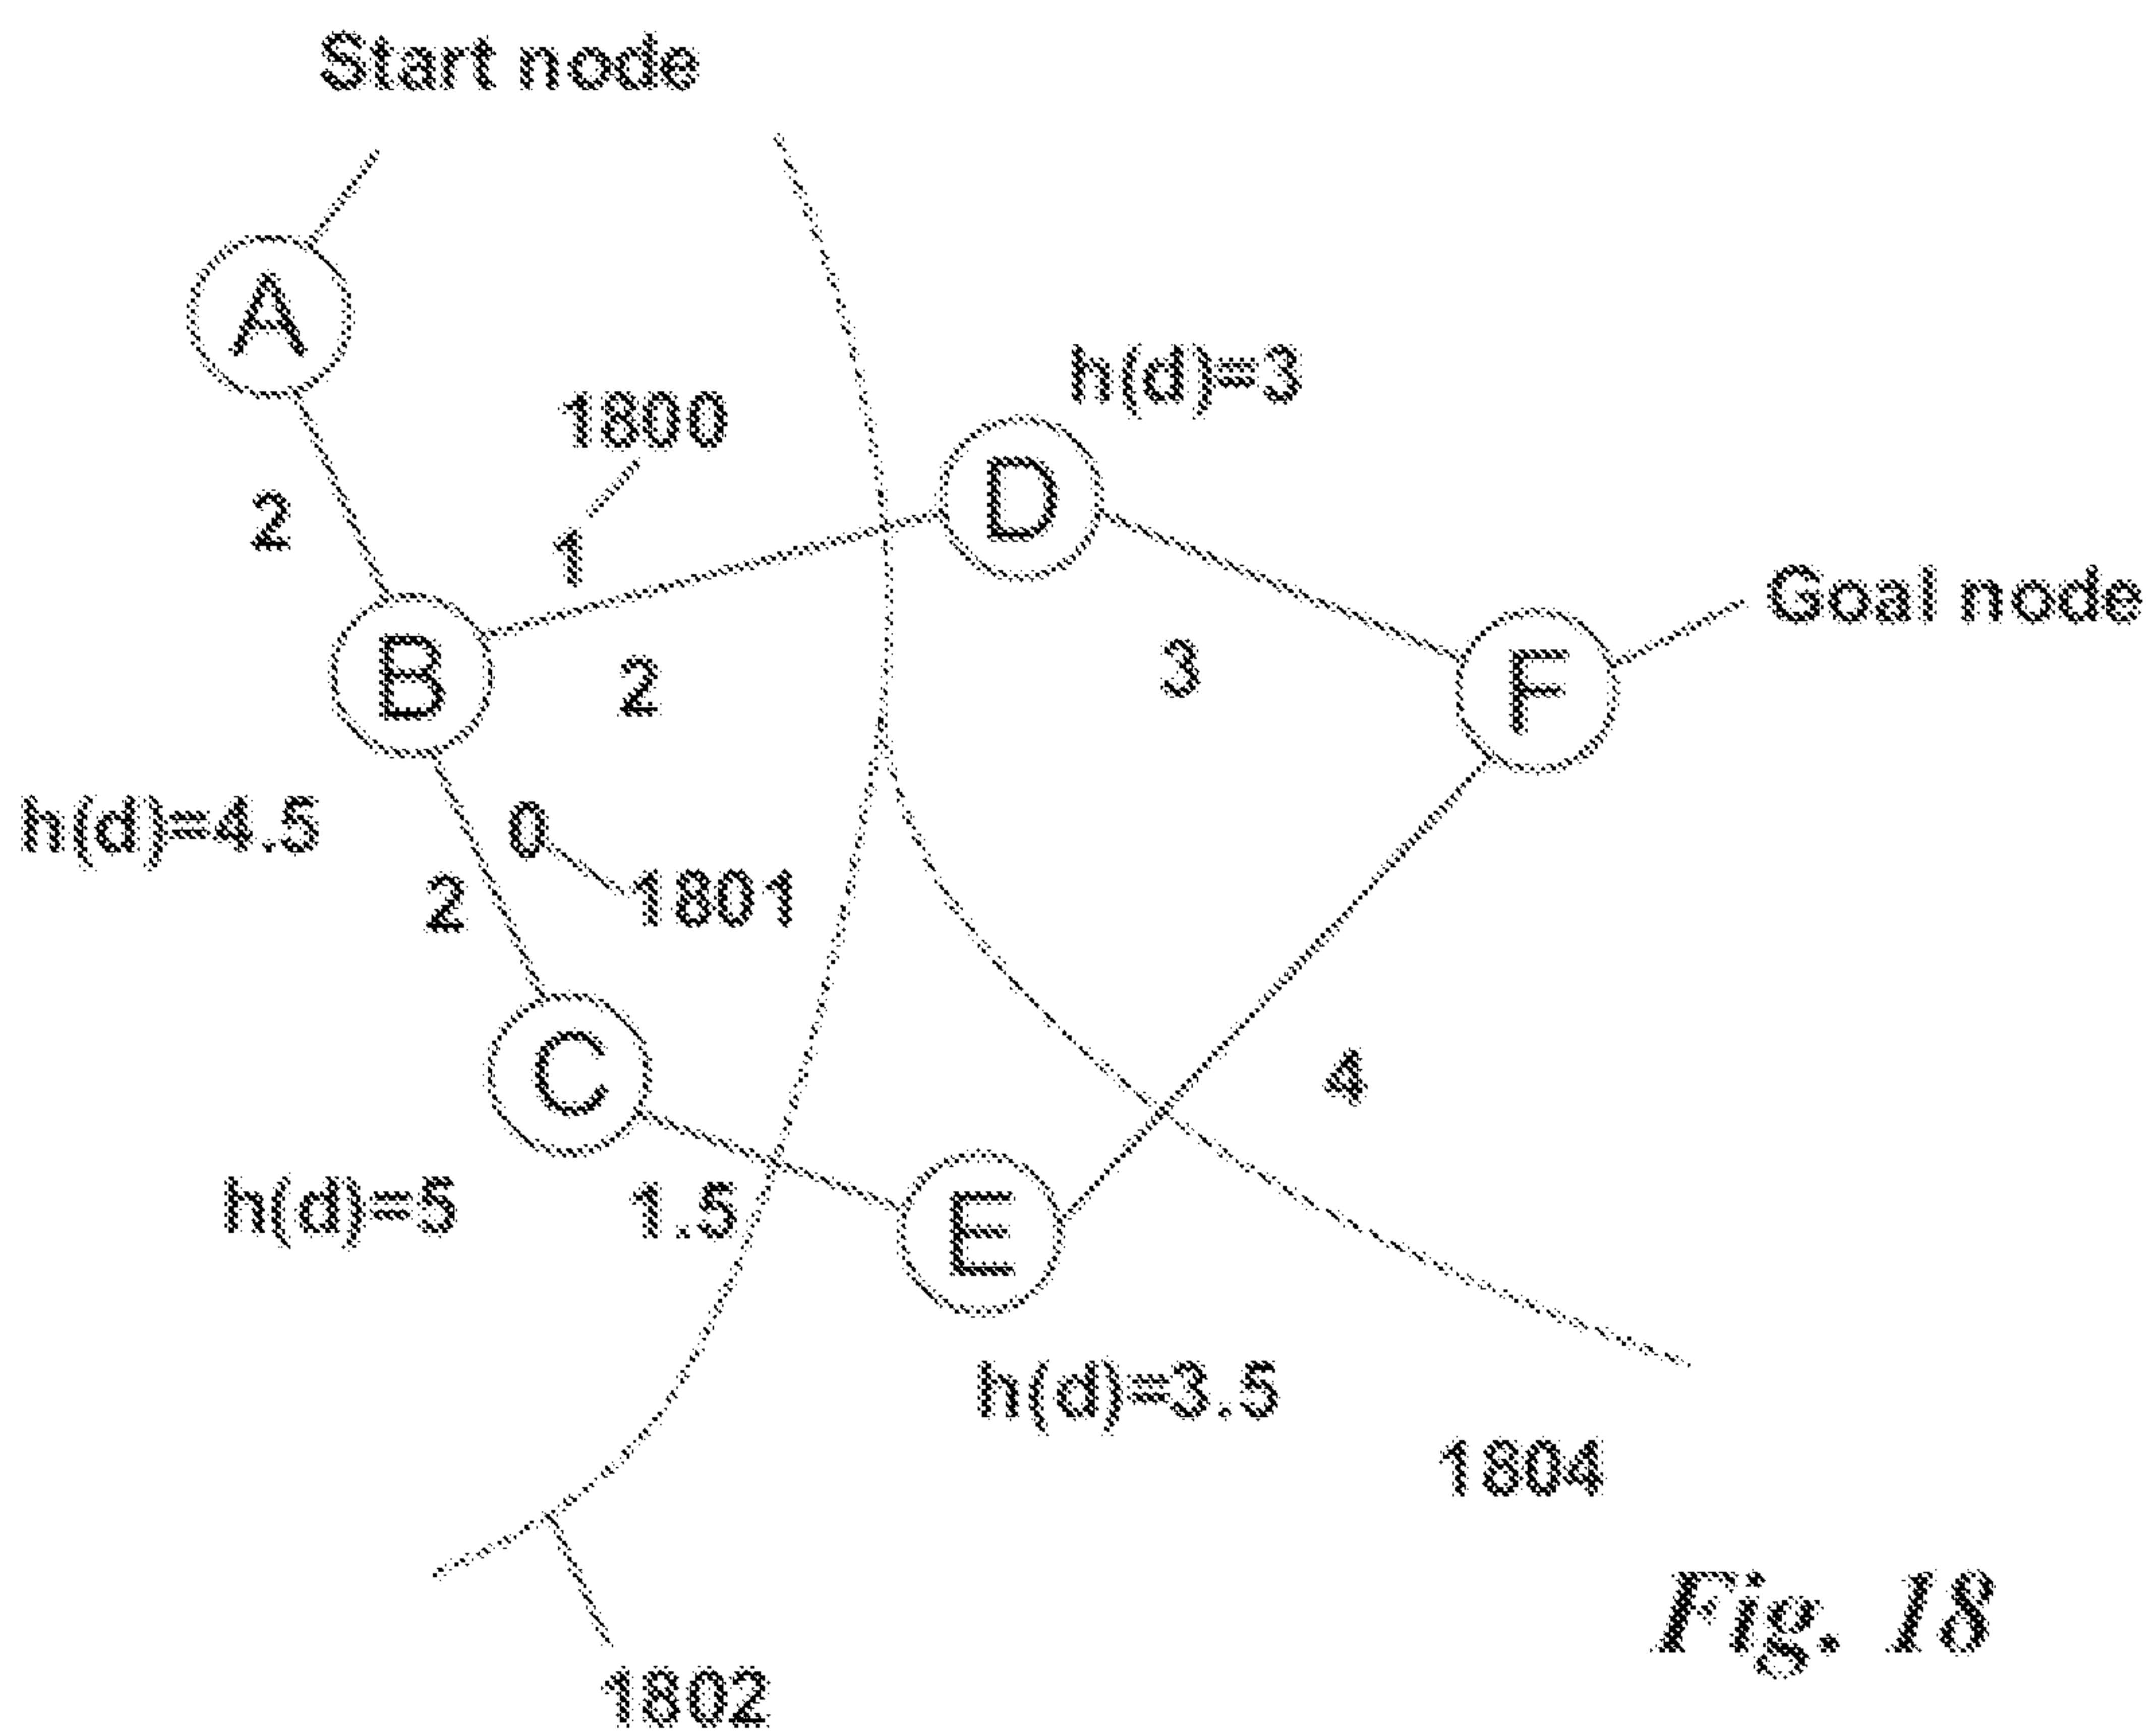 Start node
A
h(d)=3
1800
D
2
1
Goal node
B
2
3
F
h(d)=4.5
0
2
1801
C
4
h(d)=5
1.5
E
h(d)=3.5
1804
Fig. 18
1802